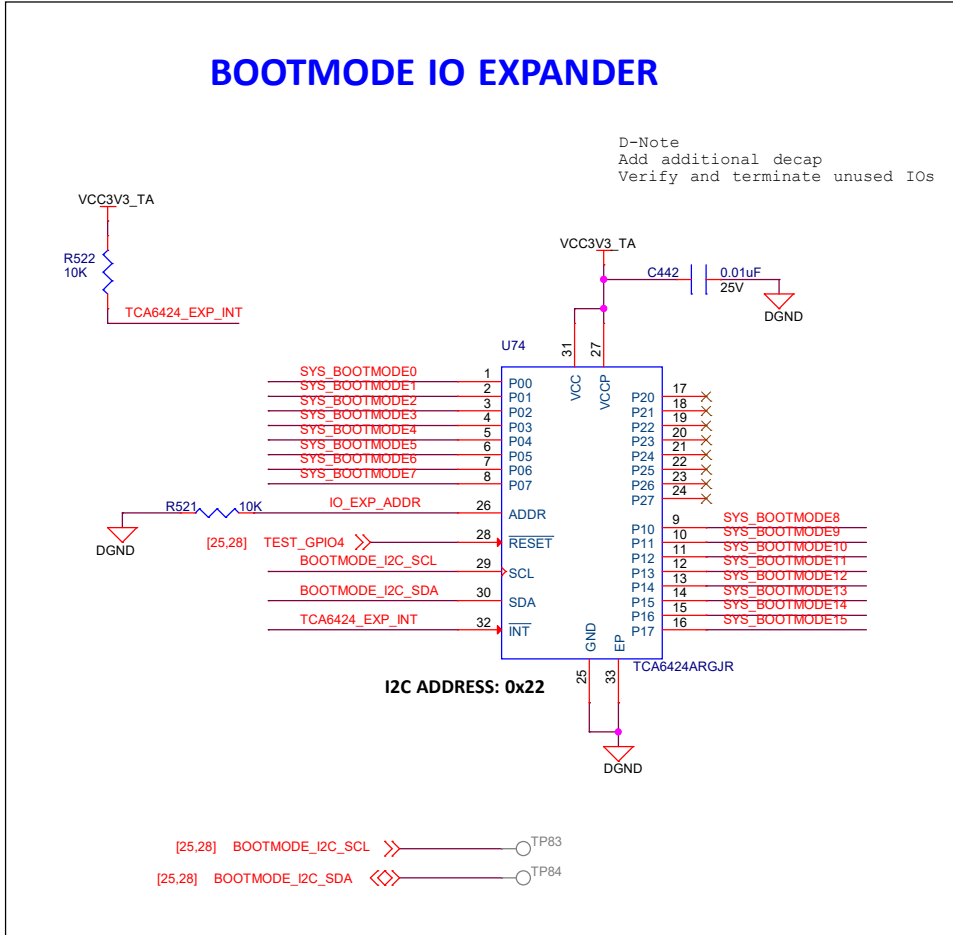 BOOTMODE IO EXPANDER
D-Note
Add additional decap
Verify and terminate unused IOs
VCC3V3_TA
R522
10K
TCA6424_EXP_INT
VCC3V3_TA
C442
0.01uF
25V
DGND
U74
31
27
VCC
VCCP
SYS_BOOTMODE0 1 P00
SYS_BOOTMODE1 2 P01
SYS_BOOTMODE2 3 P02
SYS_BOOTMODE3 4 P03
SYS_BOOTMODE4 5 P04
SYS_BOOTMODE5 6 P05
SYS_BOOTMODE6 7 P06
SYS_BOOTMODE7 8 P07
P20 17
P21 18
P22 19
P23 20
P24 21
P25 22
P26 23
P27 24
DGND
R521 10K IO_EXP_ADDR 26 ADDR
[25,28] TEST_GPIO4 28 RESET
BOOTMODE_I2C_SCL 29 SCL
BOOTMODE_I2C_SDA 30 SDA
TCA6424_EXP_INT 32 INT
P10 9 SYS_BOOTMODE8
P11 10 SYS_BOOTMODE9
P12 11 SYS_BOOTMODE10
P13 12 SYS_BOOTMODE11
P14 13 SYS_BOOTMODE12
P15 14 SYS_BOOTMODE13
P16 15 SYS_BOOTMODE14
P17 16 SYS_BOOTMODE15
GND
EP
25
33
TCA6424ARGJR
I2C ADDRESS: 0x22
DGND
[25,28] BOOTMODE_I2C_SCL TP83
[25,28] BOOTMODE_I2C_SDA TP84